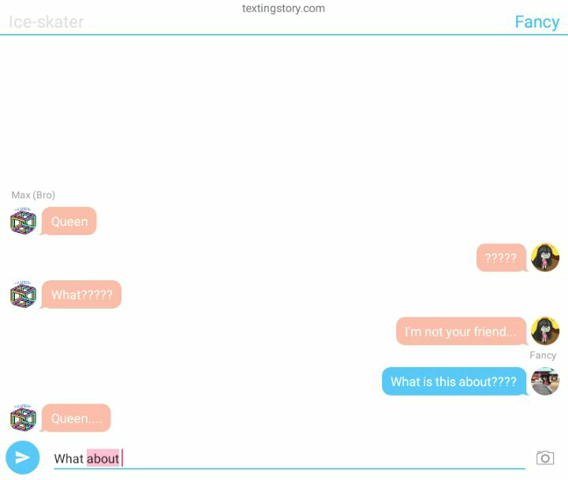 textingstory.com
Ice-skater
Fancy
Max (Bro)
Queen
?????
What?????
I'm not your friend...
Fancy
What is this about????
Queen....
What about